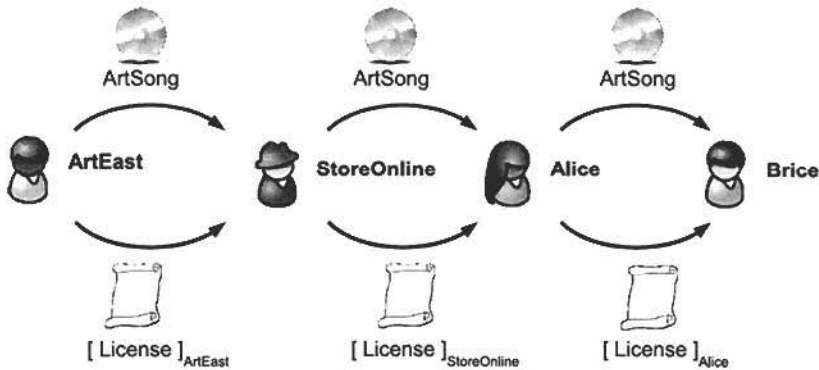 ArtSong ArtSong ArtSong
ArtEast StoreOnline Alice Brice
[ License ]ArtEast [ License ]StoreOnline [ License ]Alice